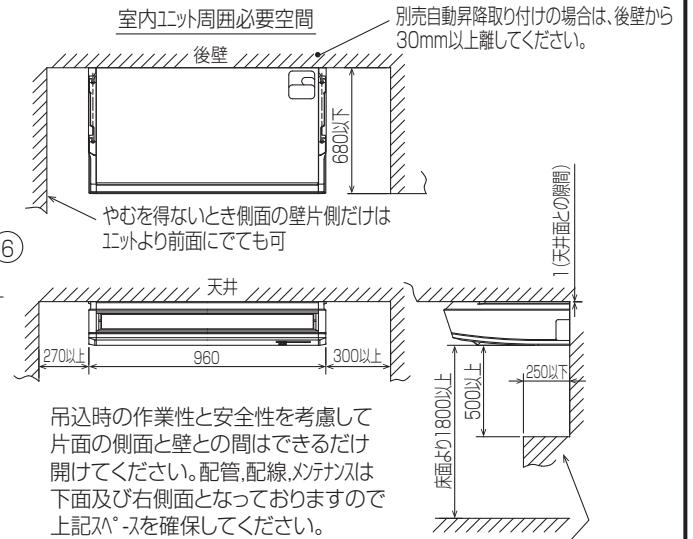 室内ユニット周囲必要空間
別売自動昇降取り付けの場合は、後壁から
30mm以上離してください。
後壁
680以下
やむを得ないとき側面の壁片側だけは
ユニットより前面にでても可
6
1(天井面との隙間)
天井
270以上
960
300以上
床面より1800以上
500以上
250以下
吊込時の作業性と安全性を考慮して
片面の側面と壁との間はできるだけ
開けてください。配管,配線,メンテナンスは
下面及び右側面となっておりますので
上記スペースを確保してください。